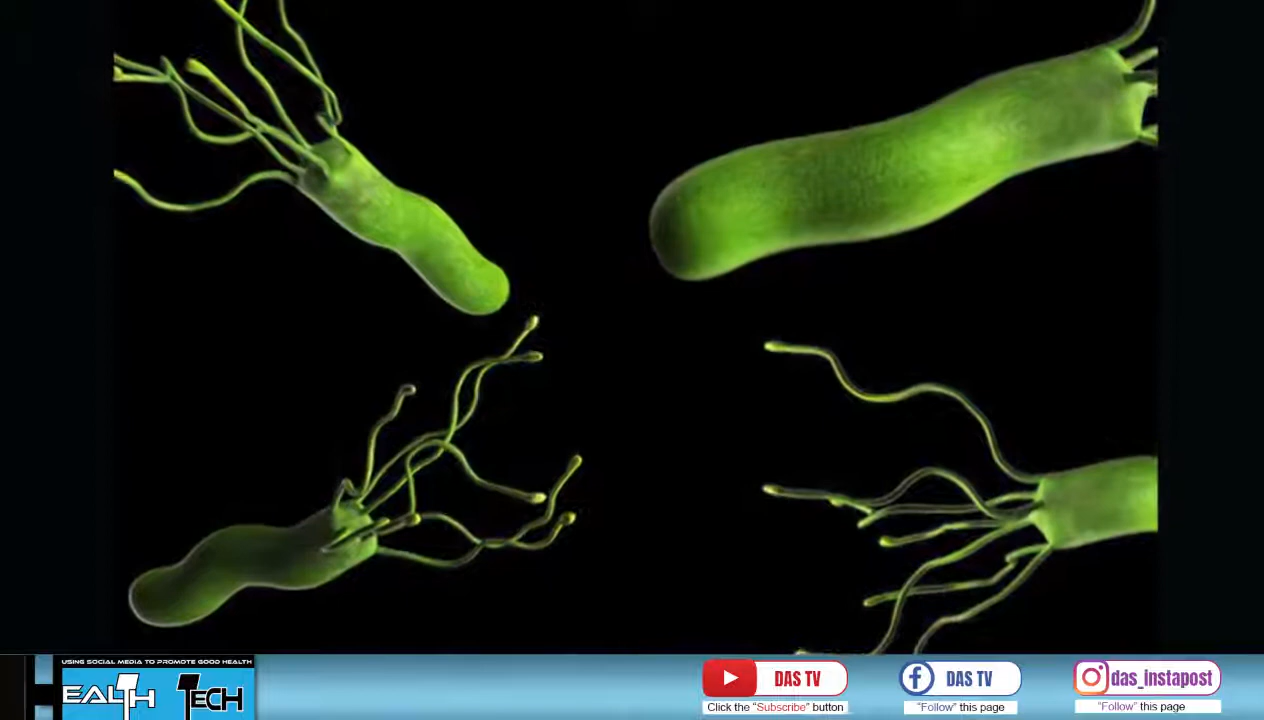 USING SOCIAL MEDIA TO PROMOTE GOOD HEALTH
EALTH TECH
DAS TV
Click the "Subscribe" button
DAS TV
"Follow" this page
das_instapost
"Follow" this page